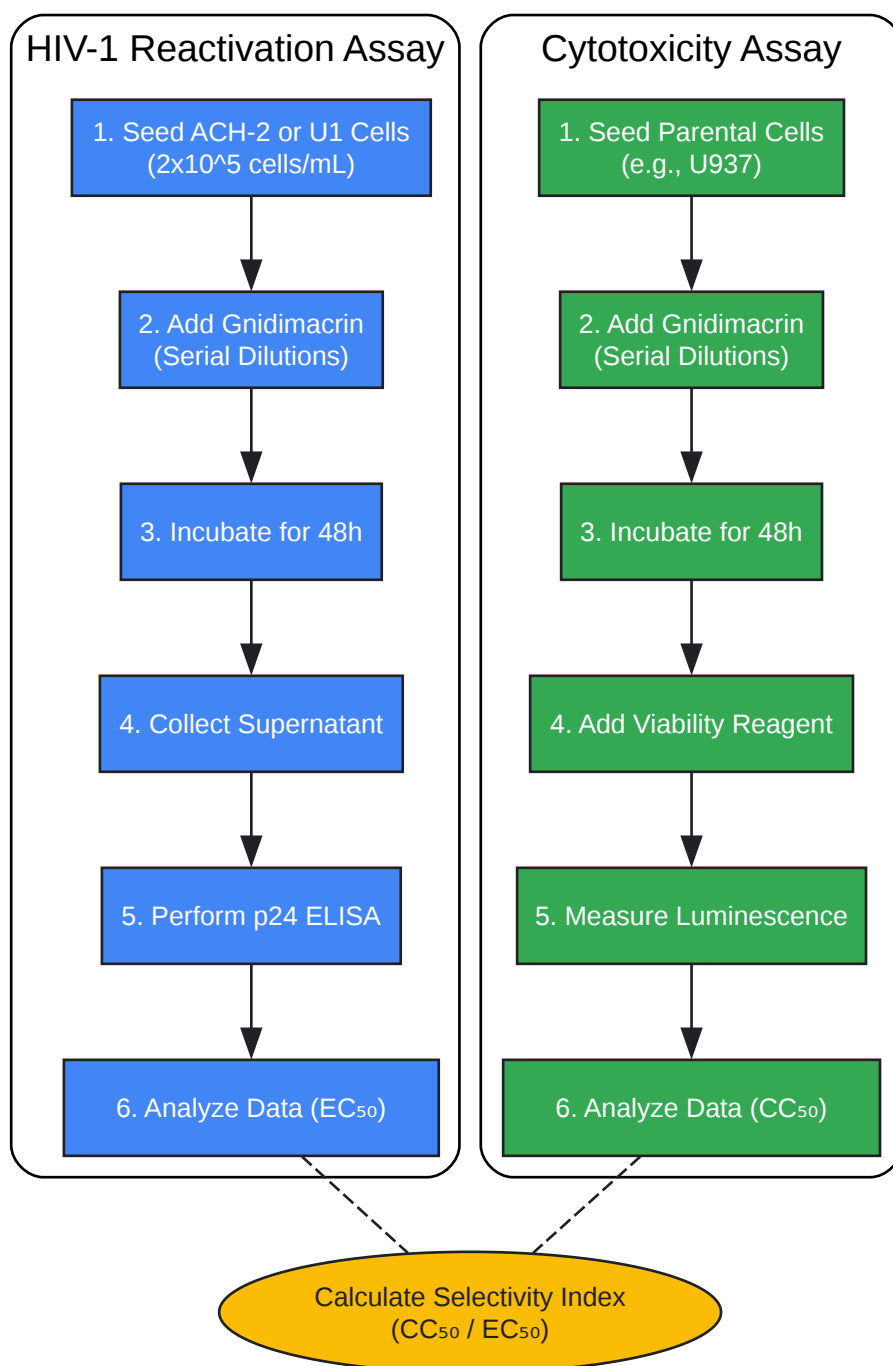 HIV-1 Reactivation Assay
1. Seed ACH-2 or U1 Cells
(2x10^5 cells/mL)
2. Add Gnidimacrin
(Serial Dilutions)
3. Incubate for 48h
4. Collect Supernatant
5. Perform p24 ELISA
6. Analyze Data (EC₅₀)
Cytotoxicity Assay
1. Seed Parental Cells
(e.g., U937)
2. Add Gnidimacrin
(Serial Dilutions)
3. Incubate for 48h
4. Add Viability Reagent
5. Measure Luminescence
6. Analyze Data (CC₅₀)
Calculate Selectivity Index
(CC₅₀ / EC₅₀)